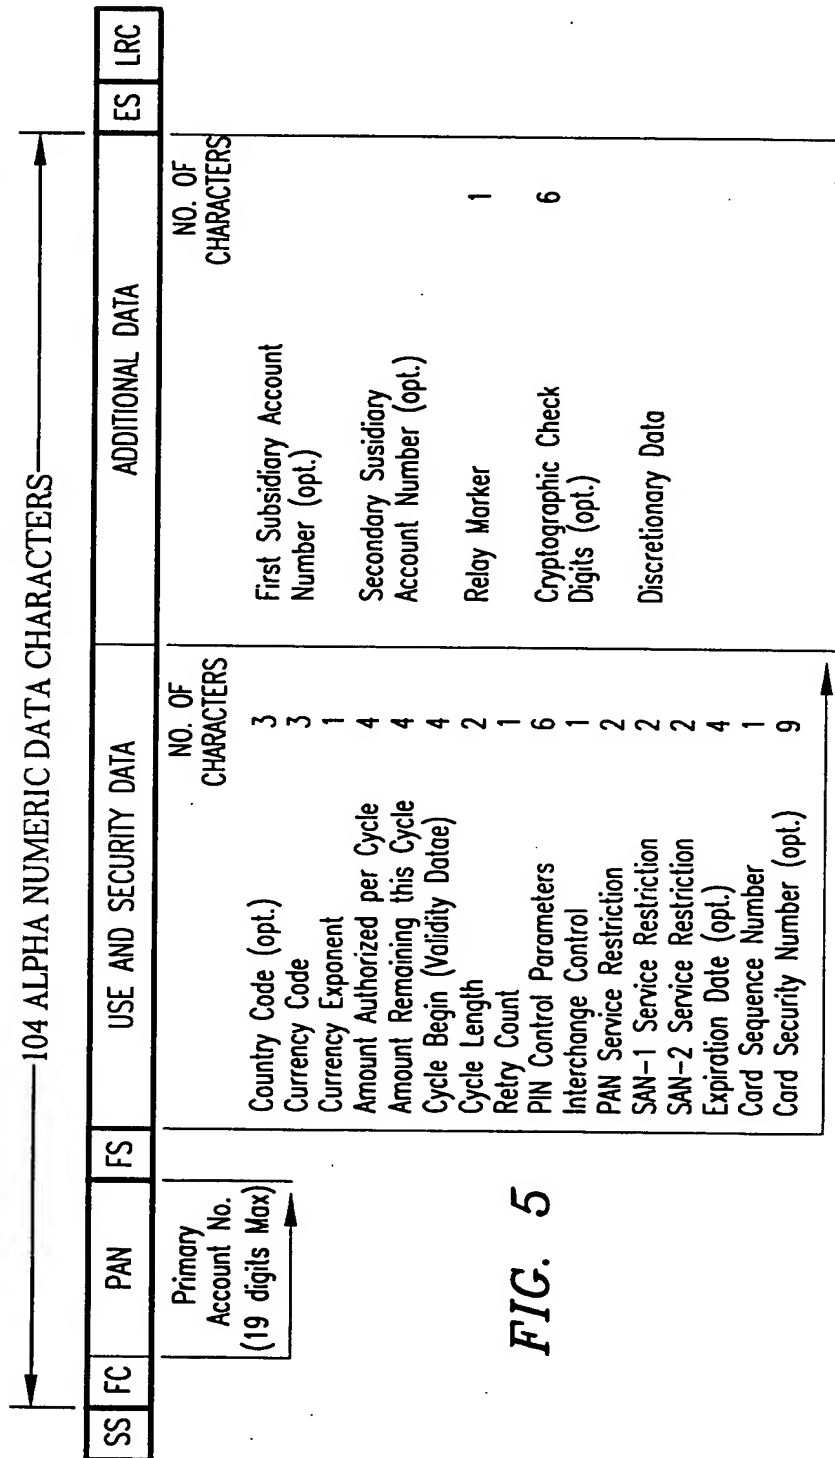 104 ALPHA NUMERIC DATA CHARACTERS
SS FC PAN FS USE AND SECURITY DATA ADDITIONAL DATA ES LRC
Primary
Account No.
(19 digits Max)
NO. OF
CHARACTERS
Country Code (opt.) 3
Currency Code 3
Currency Exponent 1
Amount Authorized per Cycle 4
Amount Remaining this Cycle 4
Cycle Begin (Validity Datae) 4
Cycle Length 2
Retry Count 1
PIN Control Parameters 6
Interchange Control 1
PAN Service Restriction 2
SAN-1 Service Restriction 2
SAN-2 Service Restriction 2
Expiration Date (opt.) 4
Card Sequence Number 1
Card Security Number (opt.) 9
NO. OF
CHARACTERS
First Subsidiary Account
Number (opt.)
Secondary Susidiary
Account Number (opt.)
Relay Marker 1
Cryptographic Check 6
Digits (opt.)
Discretionary Data
FIG. 5